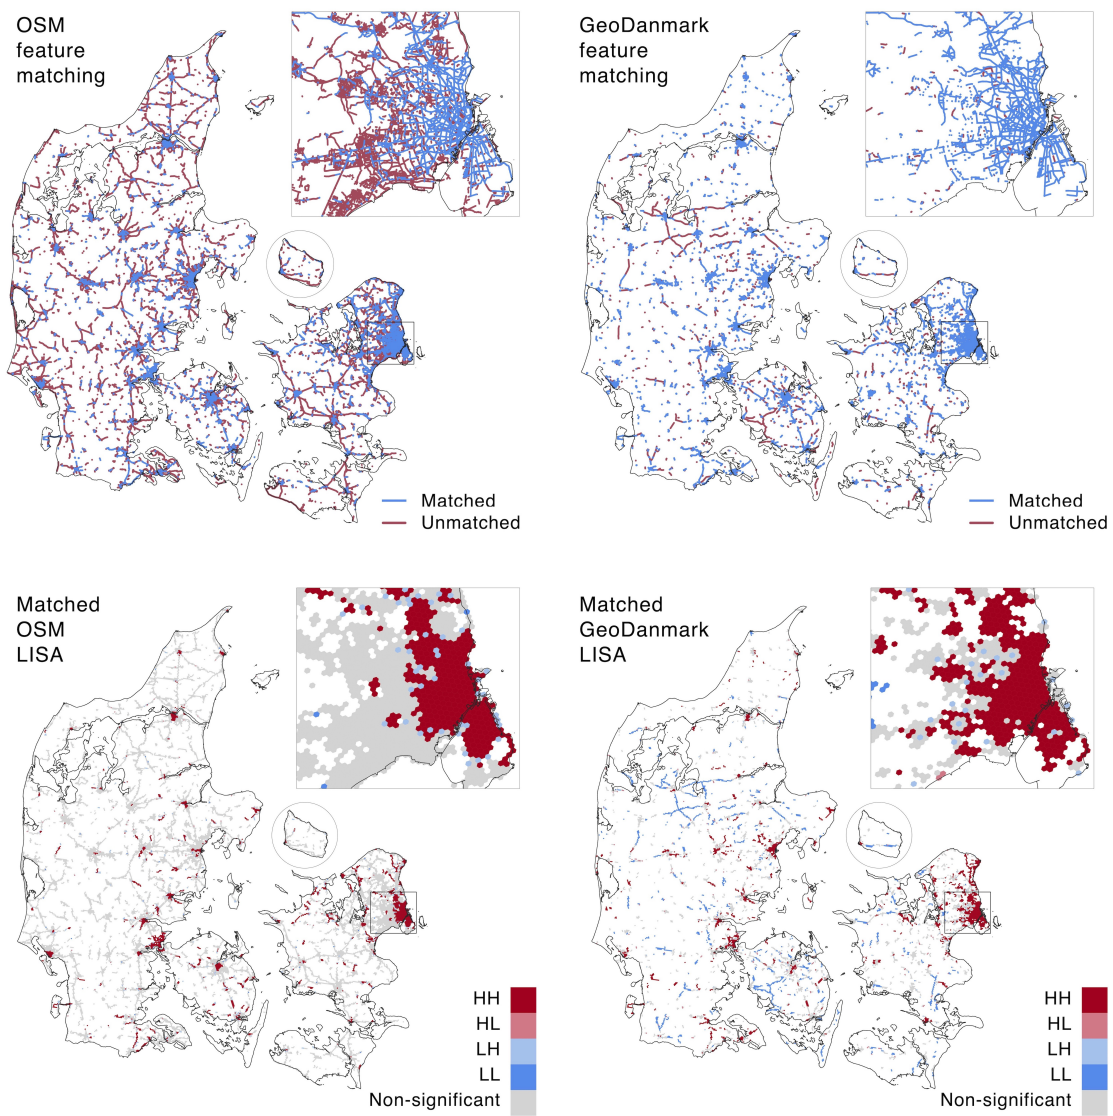 OSM
feature
matching
Matched
Unmatched
GeoDanmark
feature
matching
Matched
Unmatched
Matched
OSM
LISA
HH
HL
LH
LL
Non-significant
Matched
GeoDanmark
LISA
HH
HL
LH
LL
Non-significant